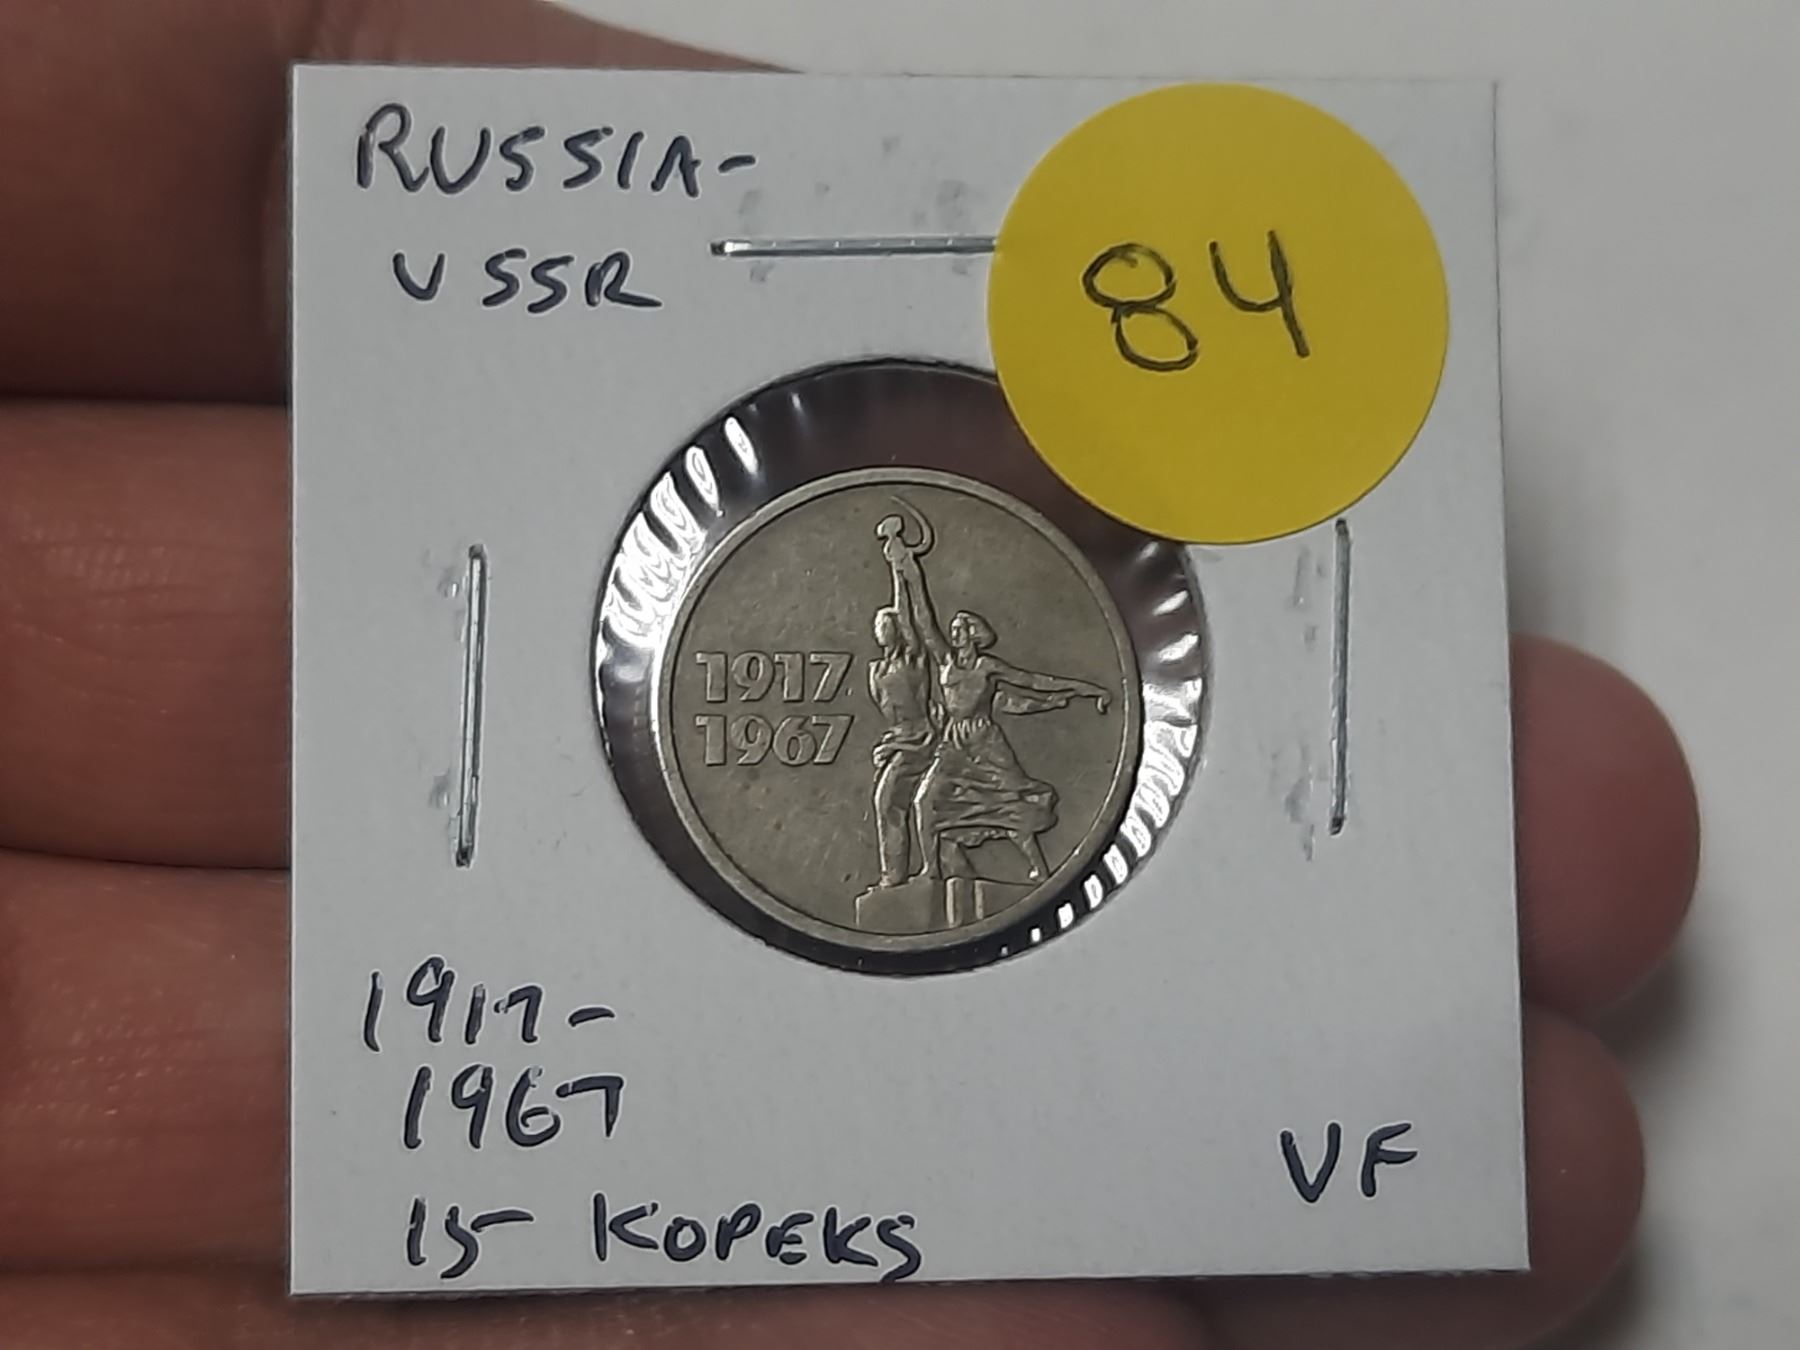 RUSSIA-
USSR
84
1917
1967
1917-
1967
15 KOPEKS
VF